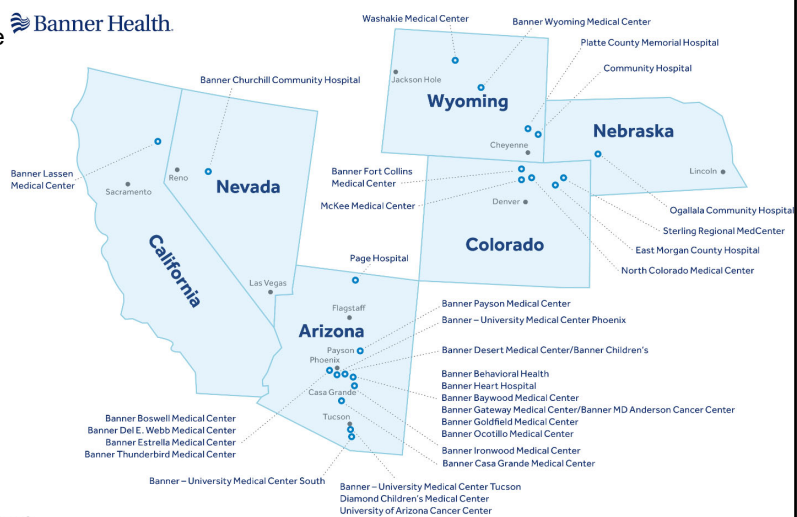 e
Banner Health.
Washakie Medical Center
Banner Wyoming Medical Center
Platte County Memorial Hospital
Community Hospital
Banner Churchill Community Hospital
Jackson Hole
Wyoming
Cheyenne
Nebraska
Lincoln
Banner Lassen
Medical Center
Sacramento
Reno
Nevada
Banner Fort Collins
Medical Center
McKee Medical Center
Denver
Colorado
Ogallala Community Hospital
Sterling Regional MedCenter
East Morgan County Hospital
North Colorado Medical Center
California
Las Vegas
Page Hospital
Flagstaff
Arizona
Payson
Phoenix
Casa Grande
Tucson
Banner Payson Medical Center
Banner – University Medical Center Phoenix
Banner Desert Medical Center/Banner Children's
Banner Behavioral Health
Banner Heart Hospital
Banner Baywood Medical Center
Banner Gateway Medical Center/Banner MD Anderson Cancer Center
Banner Goldfield Medical Center
Banner Ocotillo Medical Center
Banner Ironwood Medical Center
Banner Casa Grande Medical Center
Banner Boswell Medical Center
Banner Del E. Webb Medical Center
Banner Estrella Medical Center
Banner Thunderbird Medical Center
Banner – University Medical Center South
Banner – University Medical Center Tucson
Diamond Children's Medical Center
University of Arizona Cancer Center